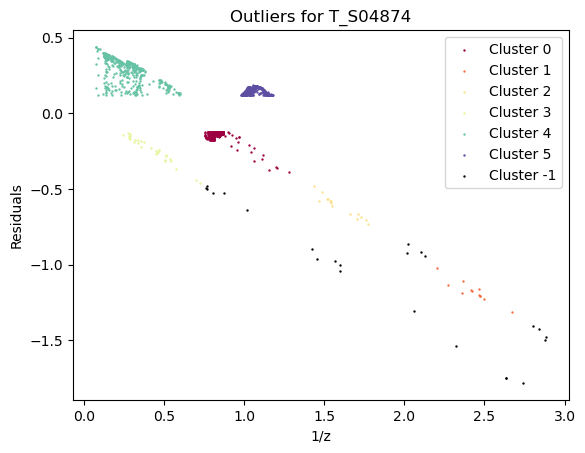 Outliers for T_S04874
0.5
0.0
−0.5
−1.0
−1.5
Residuals
0.0 0.5 1.0 1.5 2.0 2.5 3.0
1/z
Cluster 0
Cluster 1
Cluster 2
Cluster 3
Cluster 4
Cluster 5
Cluster -1